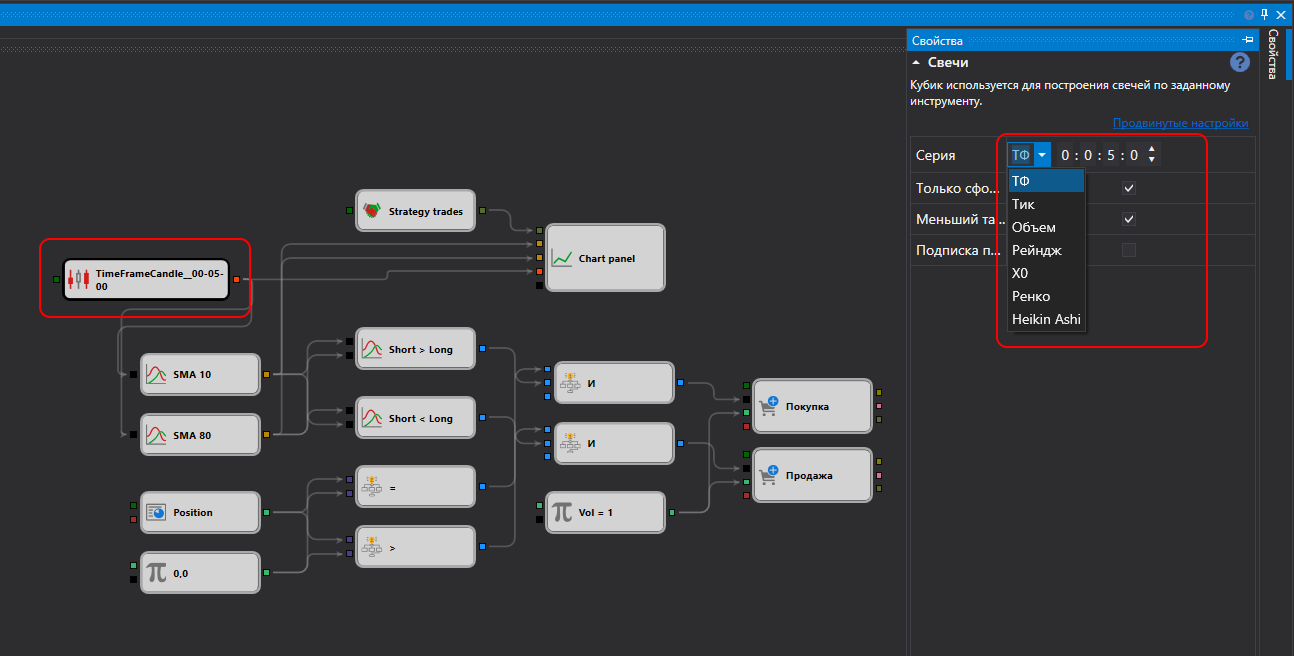 Свойства
Свойства
Свечи
?
Кубик используется для построения свечей по заданному
инструменту.
Продвинутые настройки
Серия
ТФ
0 : 0 : 5 : 0
ТФ
Только сфо...
Тик
Меньший та...
Объем
Подписка п...
Рейндж
X0
Ренко
Heikin Ashi
Strategy trades
Chart panel
TimeFrameCandle_00-05-
00
Short > Long
SMA 10
И
Покупка
Short < Long
SMA 80
И
Продажа
=
Position
Vol = 1
>
0,0